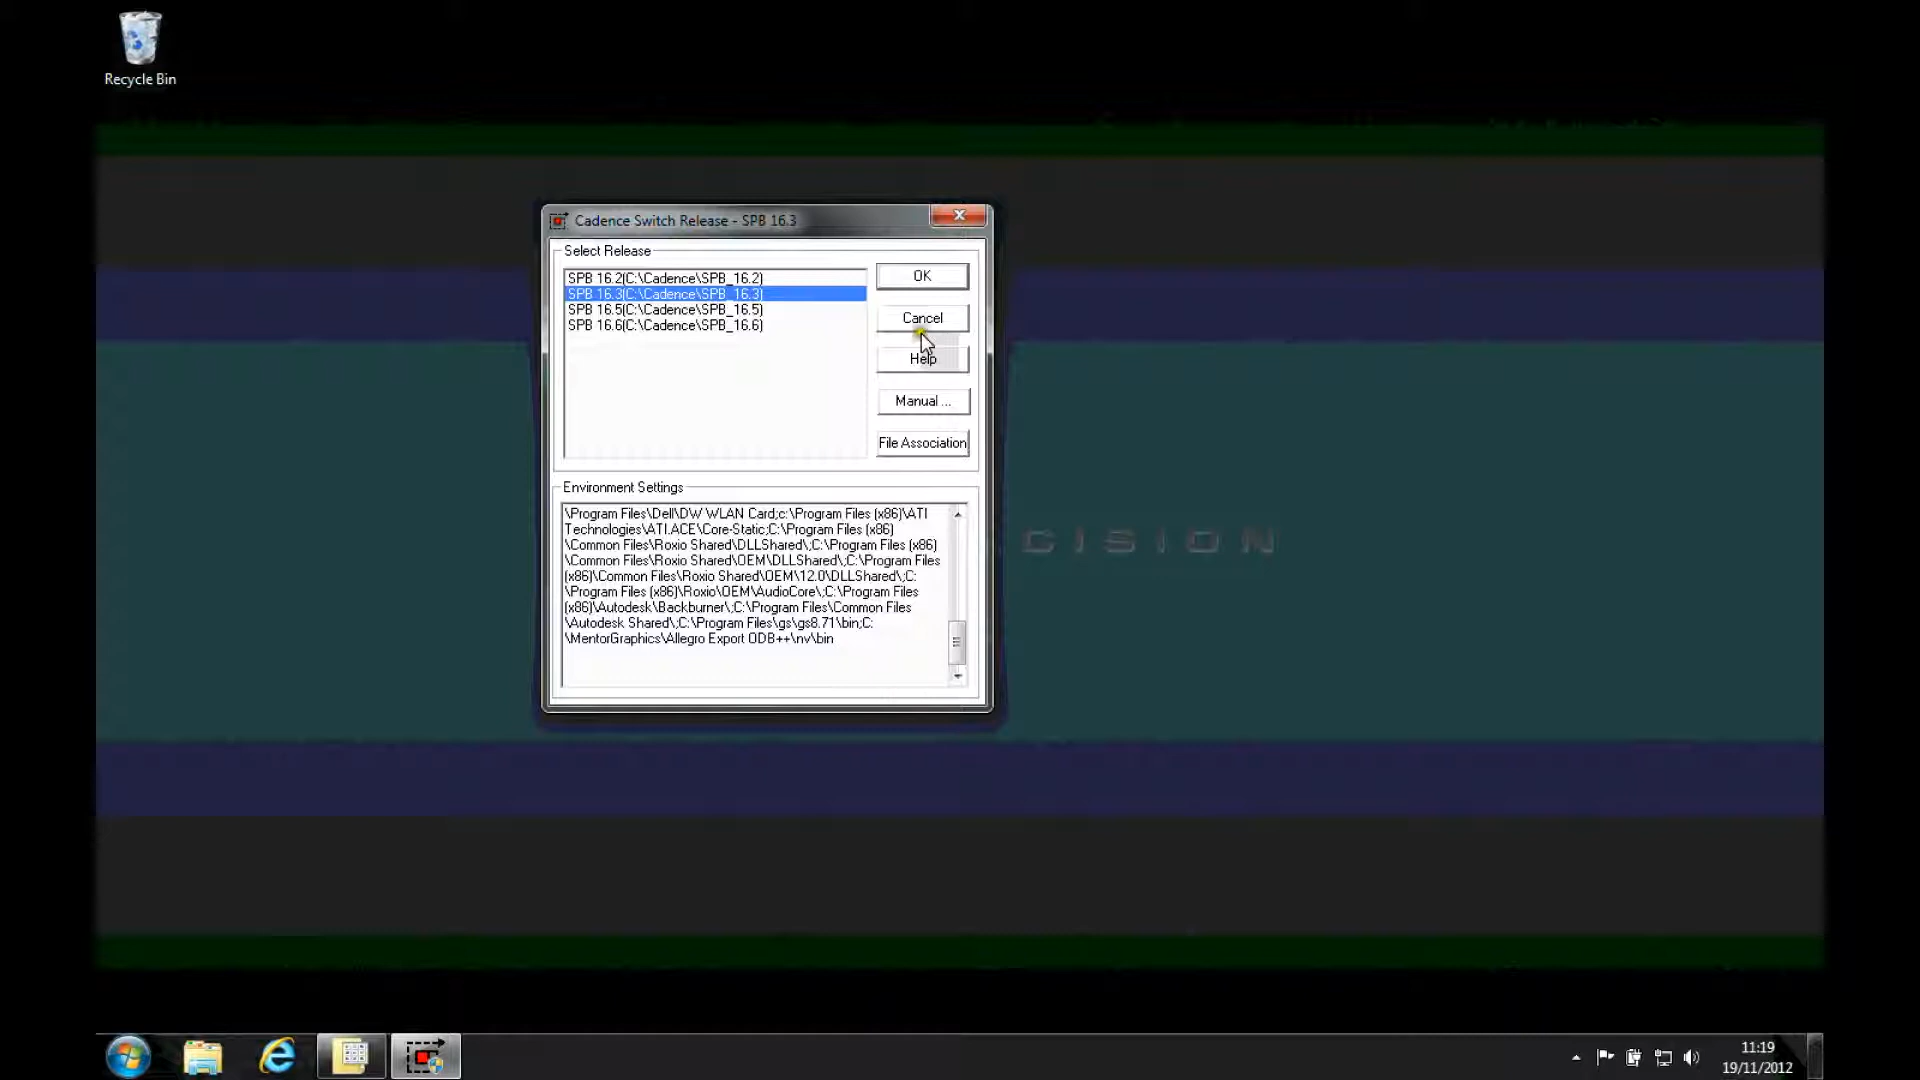 Recycle Bin
Cadence Switch Release - SPB 16.3
Select Release
SPB 16.2(C:\Cadence\SPB_16.2)
SPB 16.3(C:\Cadence\SPB_16.3)
SPB 16.5(C:\Cadence\SPB_16.5)
SPB 16.6(C:\Cadence\SPB_16.6)
OK
Cancel
Help
Manual ...
File Association
Environment Settings
\Program Files\Dell\DW WLAN Card;c:\Program Files (x86)\ATI
Technologies\ATI.ACE\Core-Static;C:\Program Files (x86)
\Common Files\Roxio Shared\DLLShared\;C:\Program Files (x86)
\Common Files\Roxio Shared\OEM\DLLShared\;C:\Program Files
(x86)\Common Files\Roxio Shared\OEM\12.0\DLLShared\;C:
\Program Files (x86)\Roxio\OEM\AudioCore\;C:\Program Files
(x86)\Autodesk\Backburner\;C:\Program Files\Common Files
\Autodesk Shared\;C:\Program Files\gs\gs8.71\bin;C:
\MentorGraphics\Allegro Export ODB++\nv\bin
CISION
11:19
19/11/2012